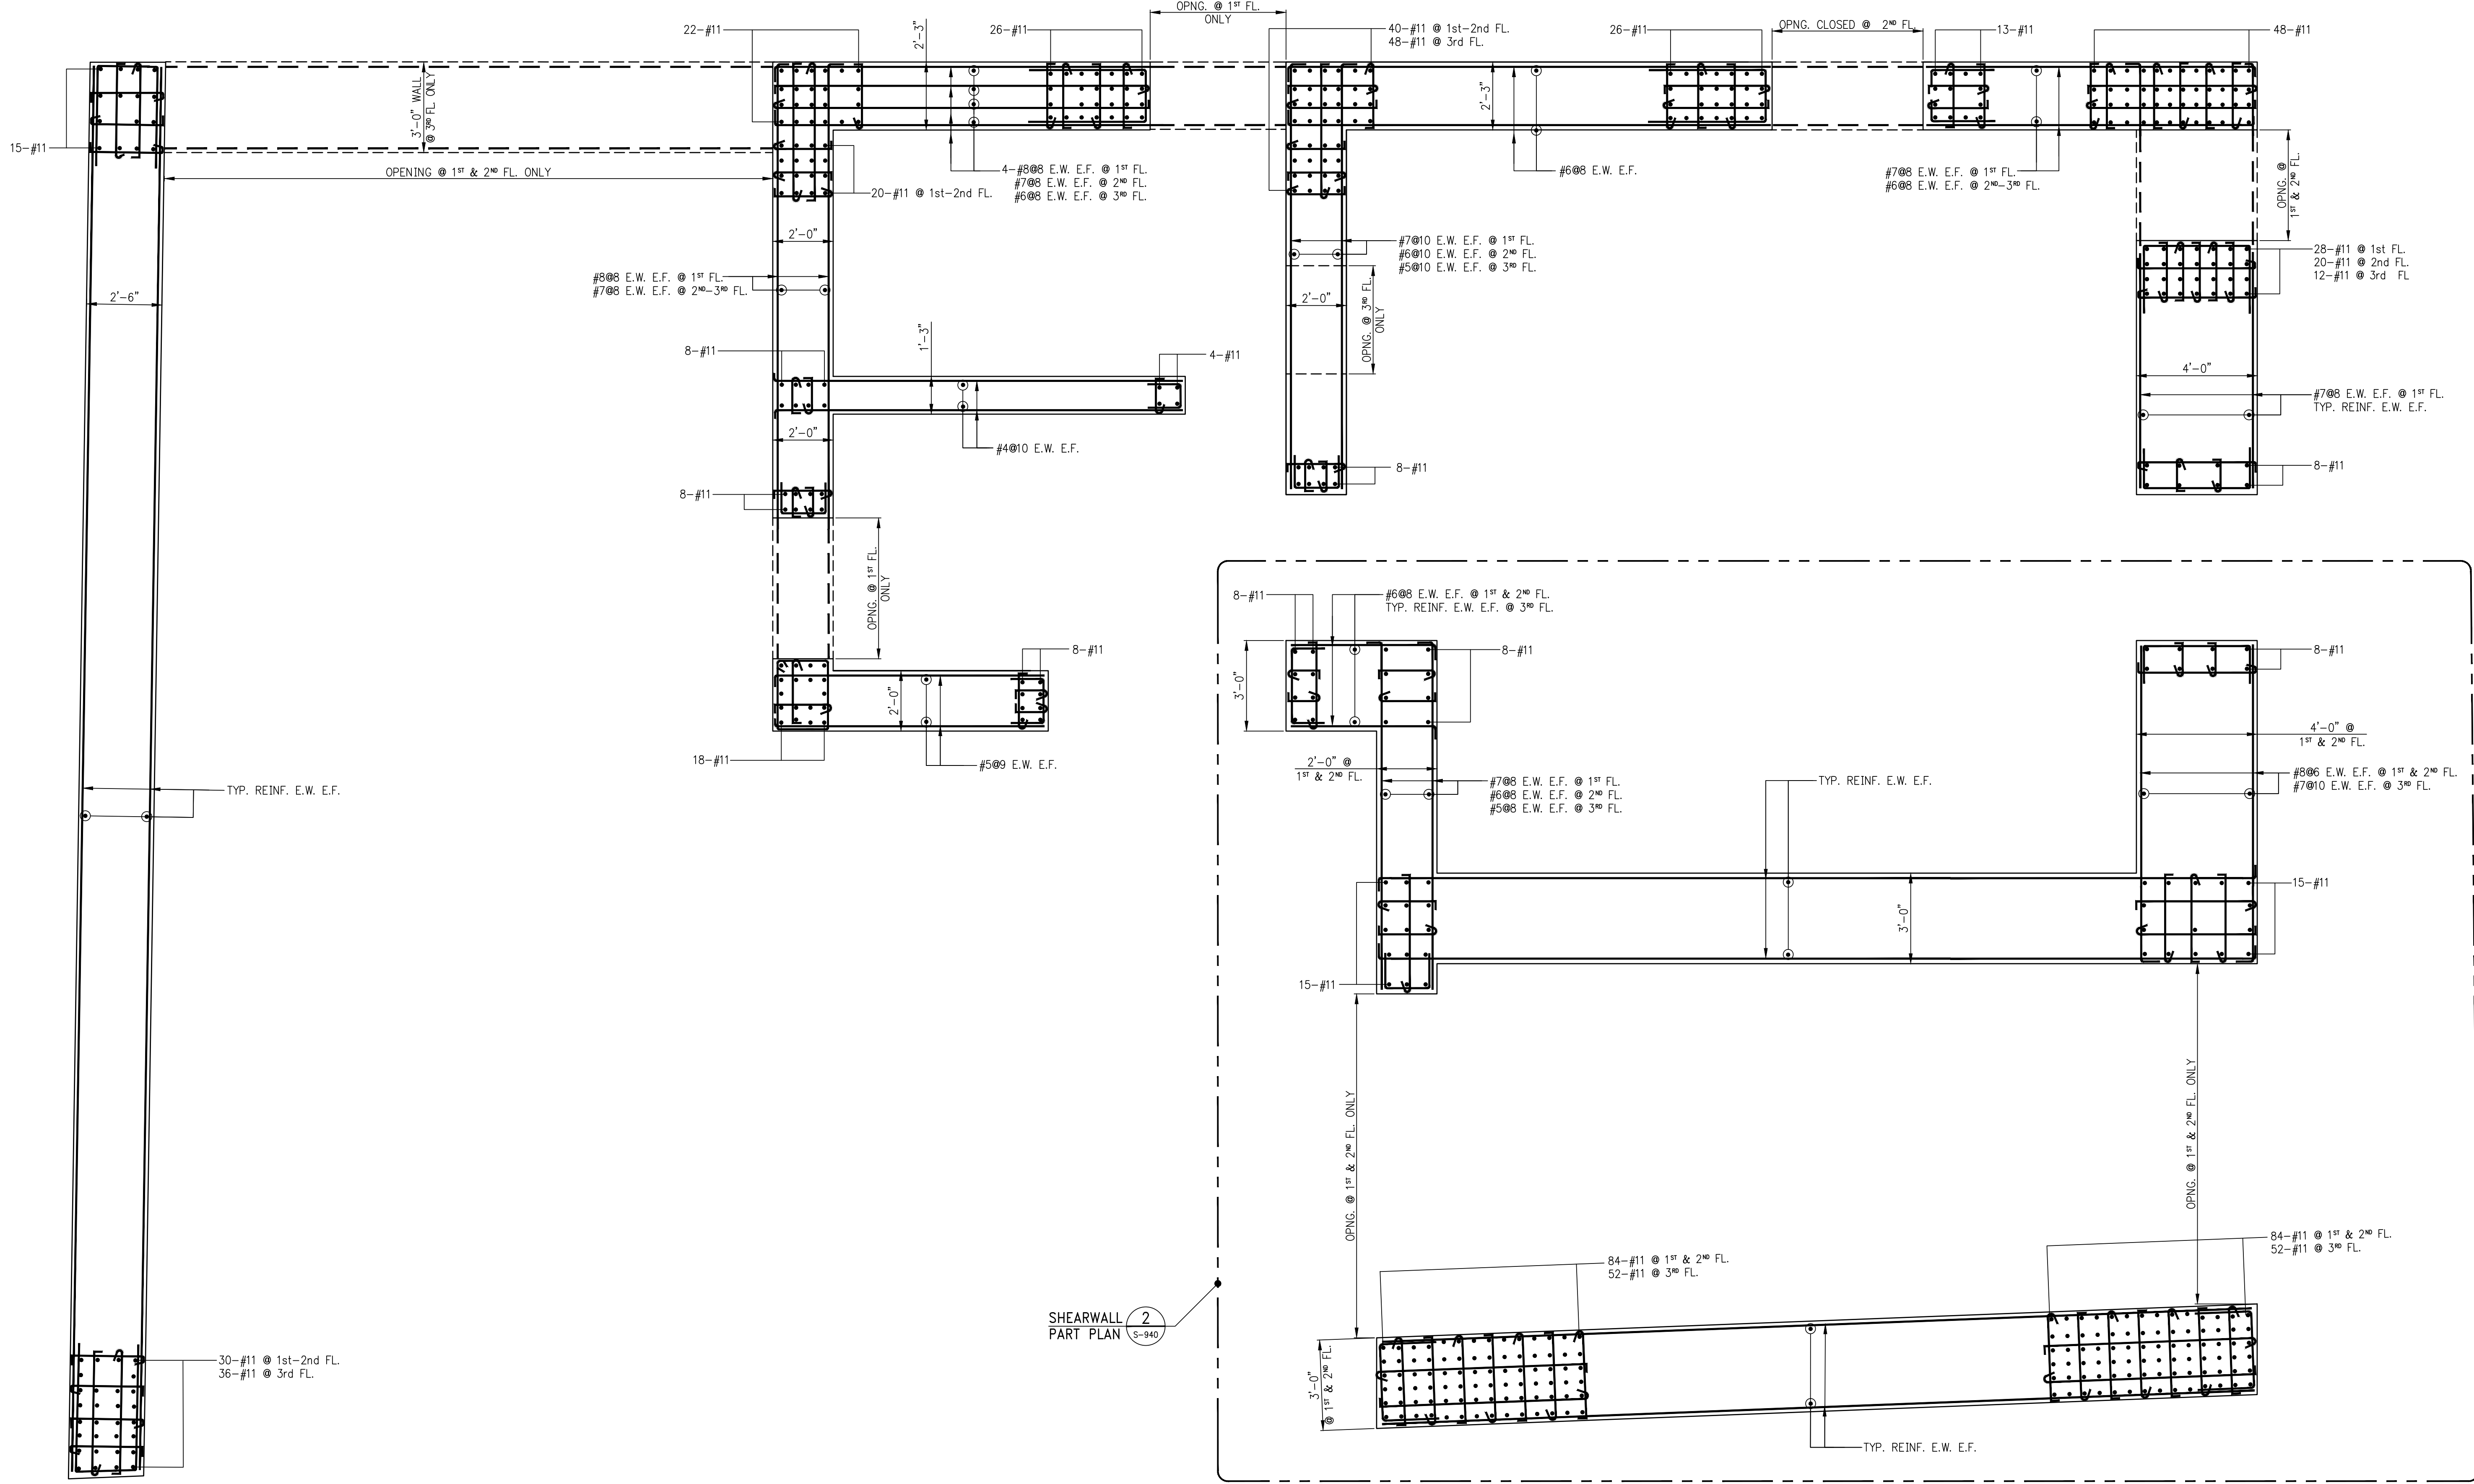 OPNG. @ 1ST FL.
ONLY
22-#11
2'-3"
26-#11
40-#11 @ 1st-2nd FL.
48-#11 @ 3rd FL.
26-#11
OPNG. CLOSED @ 2ND FL.
13-#11
48-#11
15-#11
3'-0" WALL
@ 3RD FL ONLY
2'-3"
OPENING @ 1ST & 2ND FL. ONLY
20-#11 @ 1st-2nd FL.
4-#8@8 E.W. E.F. @ 1ST FL.
#7@8 E.W. E.F. @ 2ND FL.
#6@8 E.W. E.F. @ 3RD FL.
#6@8 E.W. E.F.
#7@8 E.W. E.F. @ 1ST FL.
#6@8 E.W. E.F. @ 2ND-3RD FL.
OPNG. @
1ST & 2ND FL.
2'-0"
#7@10 E.W. E.F. @ 1ST FL.
#6@10 E.W. E.F. @ 2ND FL.
#5@10 E.W. E.F. @ 3RD FL.
28-#11 @ 1st FL.
20-#11 @ 2nd FL.
12-#11 @ 3rd FL
#8@8 E.W. E.F. @ 1ST FL.
#7@8 E.W. E.F. @ 2ND-3RD FL.
2'-6"
2'-0"
OPNG. @ 3RD FL.
ONLY
8-#11
1'-3"
4-#11
4'-0"
#7@8 E.W. E.F. @ 1ST FL.
TYP. REINF. E.W. E.F.
2'-0"
#4@10 E.W. E.F.
8-#11
8-#11
8-#11
OPNG. @ 1ST FL.
ONLY
8-#11
#6@8 E.W. E.F. @ 1ST & 2ND FL.
TYP. REINF. E.W. E.F. @ 3RD FL.
8-#11
8-#11
8-#11
3'-0"
2'-0"
18-#11
#5@9 E.W. E.F.
4'-0" @
1ST & 2ND FL.
2'-0" @
1ST & 2ND FL.
TYP. REINF. E.W. E.F.
#7@8 E.W. E.F. @ 1ST FL.
#6@8 E.W. E.F. @ 2ND FL.
#5@8 E.W. E.F. @ 3RD FL.
TYP. REINF. E.W. E.F.
#8@6 E.W. E.F. @ 1ST & 2ND FL.
#7@10 E.W. E.F. @ 3RD FL.
15-#11
3'-0"
15-#11
OPNG. @ 1ST & 2ND FL. ONLY
OPNG. @ 1ST & 2ND FL. ONLY
84-#11 @ 1ST & 2ND FL.
52-#11 @ 3RD FL.
84-#11 @ 1ST & 2ND FL.
52-#11 @ 3RD FL.
SHEARWALL
PART PLAN
2
S-940
30-#11 @ 1st-2nd FL.
36-#11 @ 3rd FL.
3'-0"
@ 1ST & 2ND FL.
TYP. REINF. E.W. E.F.